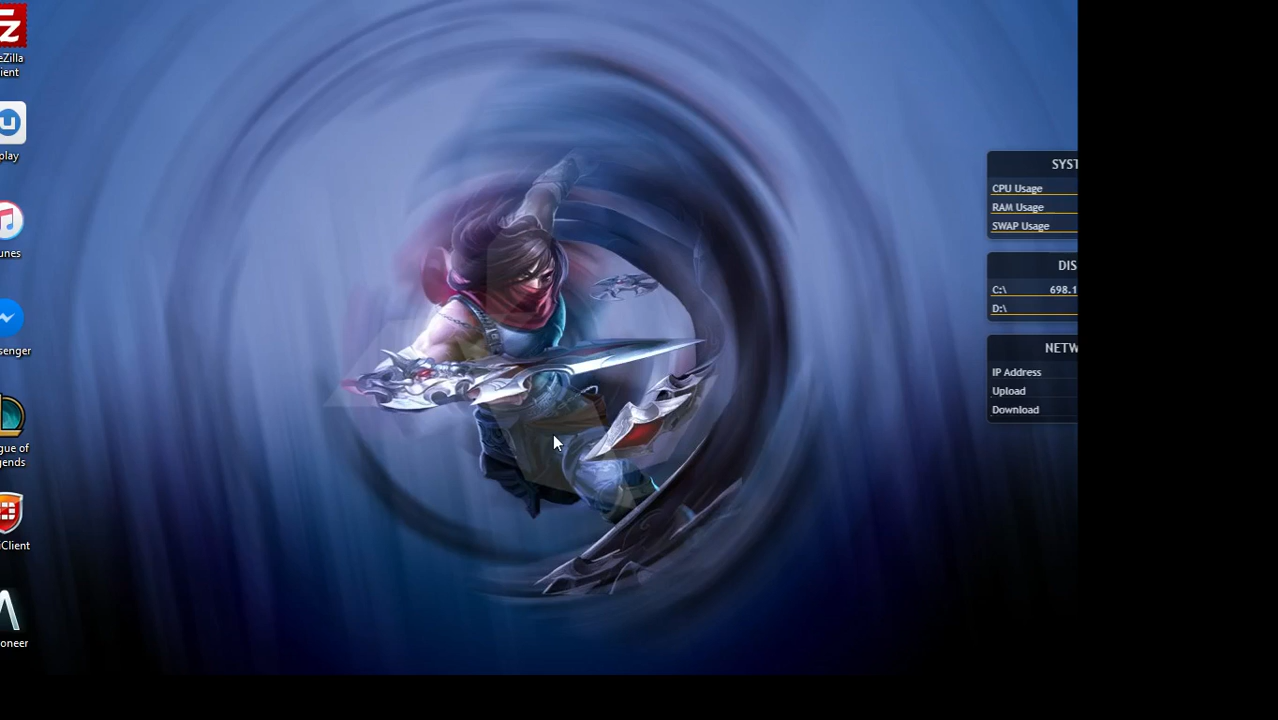 eZilla
ient
play
unes
senger
gue of
gends
iClient
oneer
SYST
CPU Usage
RAM Usage
SWAP Usage
DIS
C:\ 698.1
D:\
NETW
IP Address
Upload
Download